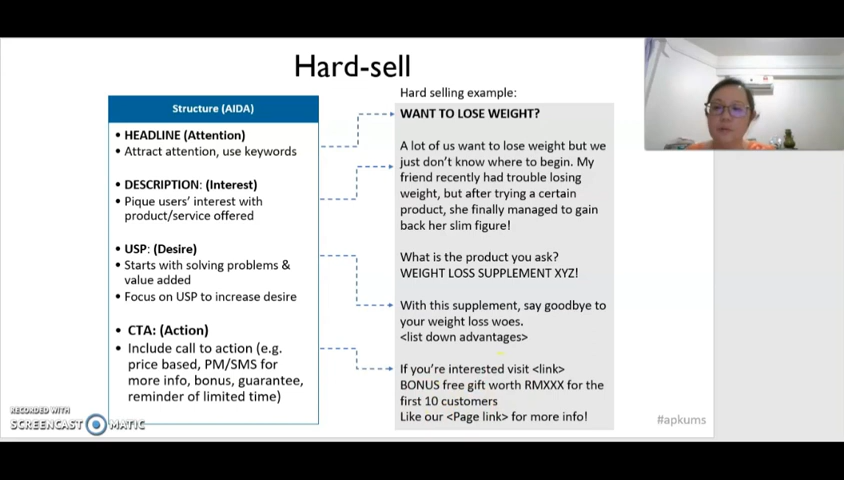 Hard-sell
Structure (AIDA)
• HEADLINE (Attention)
• Attract attention, use keywords
• DESCRIPTION: (Interest)
• Pique users' interest with
product/service offered
• USP: (Desire)
• Starts with solving problems &
value added
• Focus on USP to increase desire
• CTA: (Action)
• Include call to action (e.g.
price based, PM/SMS for
more info, bonus, guarantee,
reminder of limited time)
Hard selling example:
WANT TO LOSE WEIGHT?
A lot of us want to lose weight but we
just don't know where to begin. My
friend recently had trouble losing
weight, but after trying a certain
product, she finally managed to gain
back her slim figure!
What is the product you ask?
WEIGHT LOSS SUPPLEMENT XYZ!
With this supplement, say goodbye to
your weight loss woes.
<list down advantages>
If you're interested visit <link>
BONUS free gift worth RMXXX for the
first 10 customers
Like our <Page link> for more info!
#apkums
RECORDED WITH
SCREENCAST MATIC